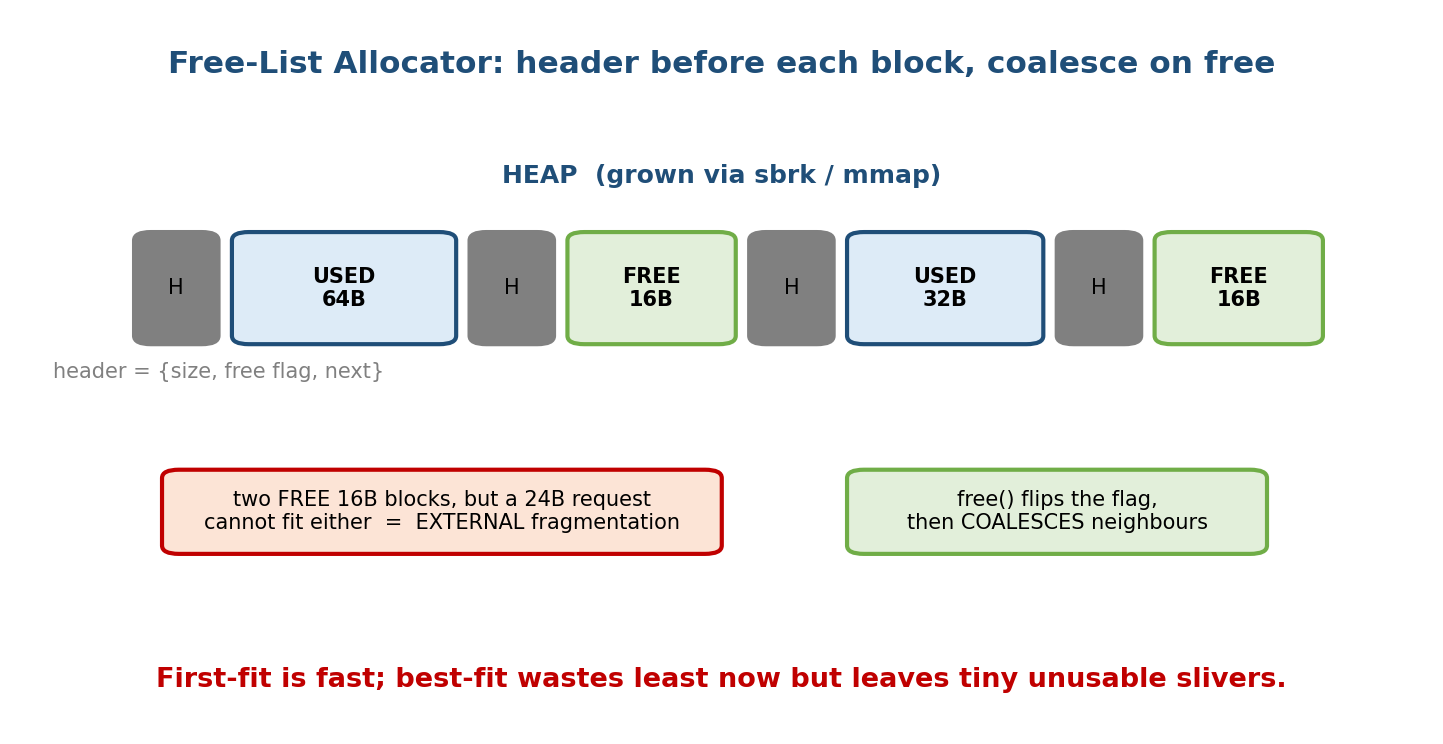 Free-List Allocator: header before each block, coalesce on free
HEAP  (grown via sbrk / mmap)
H
USED
64B
H
FREE
16B
H
USED
32B
H
FREE
16B
header = {size, free flag, next}
two FREE 16B blocks, but a 24B request
cannot fit either  =  EXTERNAL fragmentation
free() flips the flag,
then COALESCES neighbours
First-fit is fast; best-fit wastes least now but leaves tiny unusable slivers.